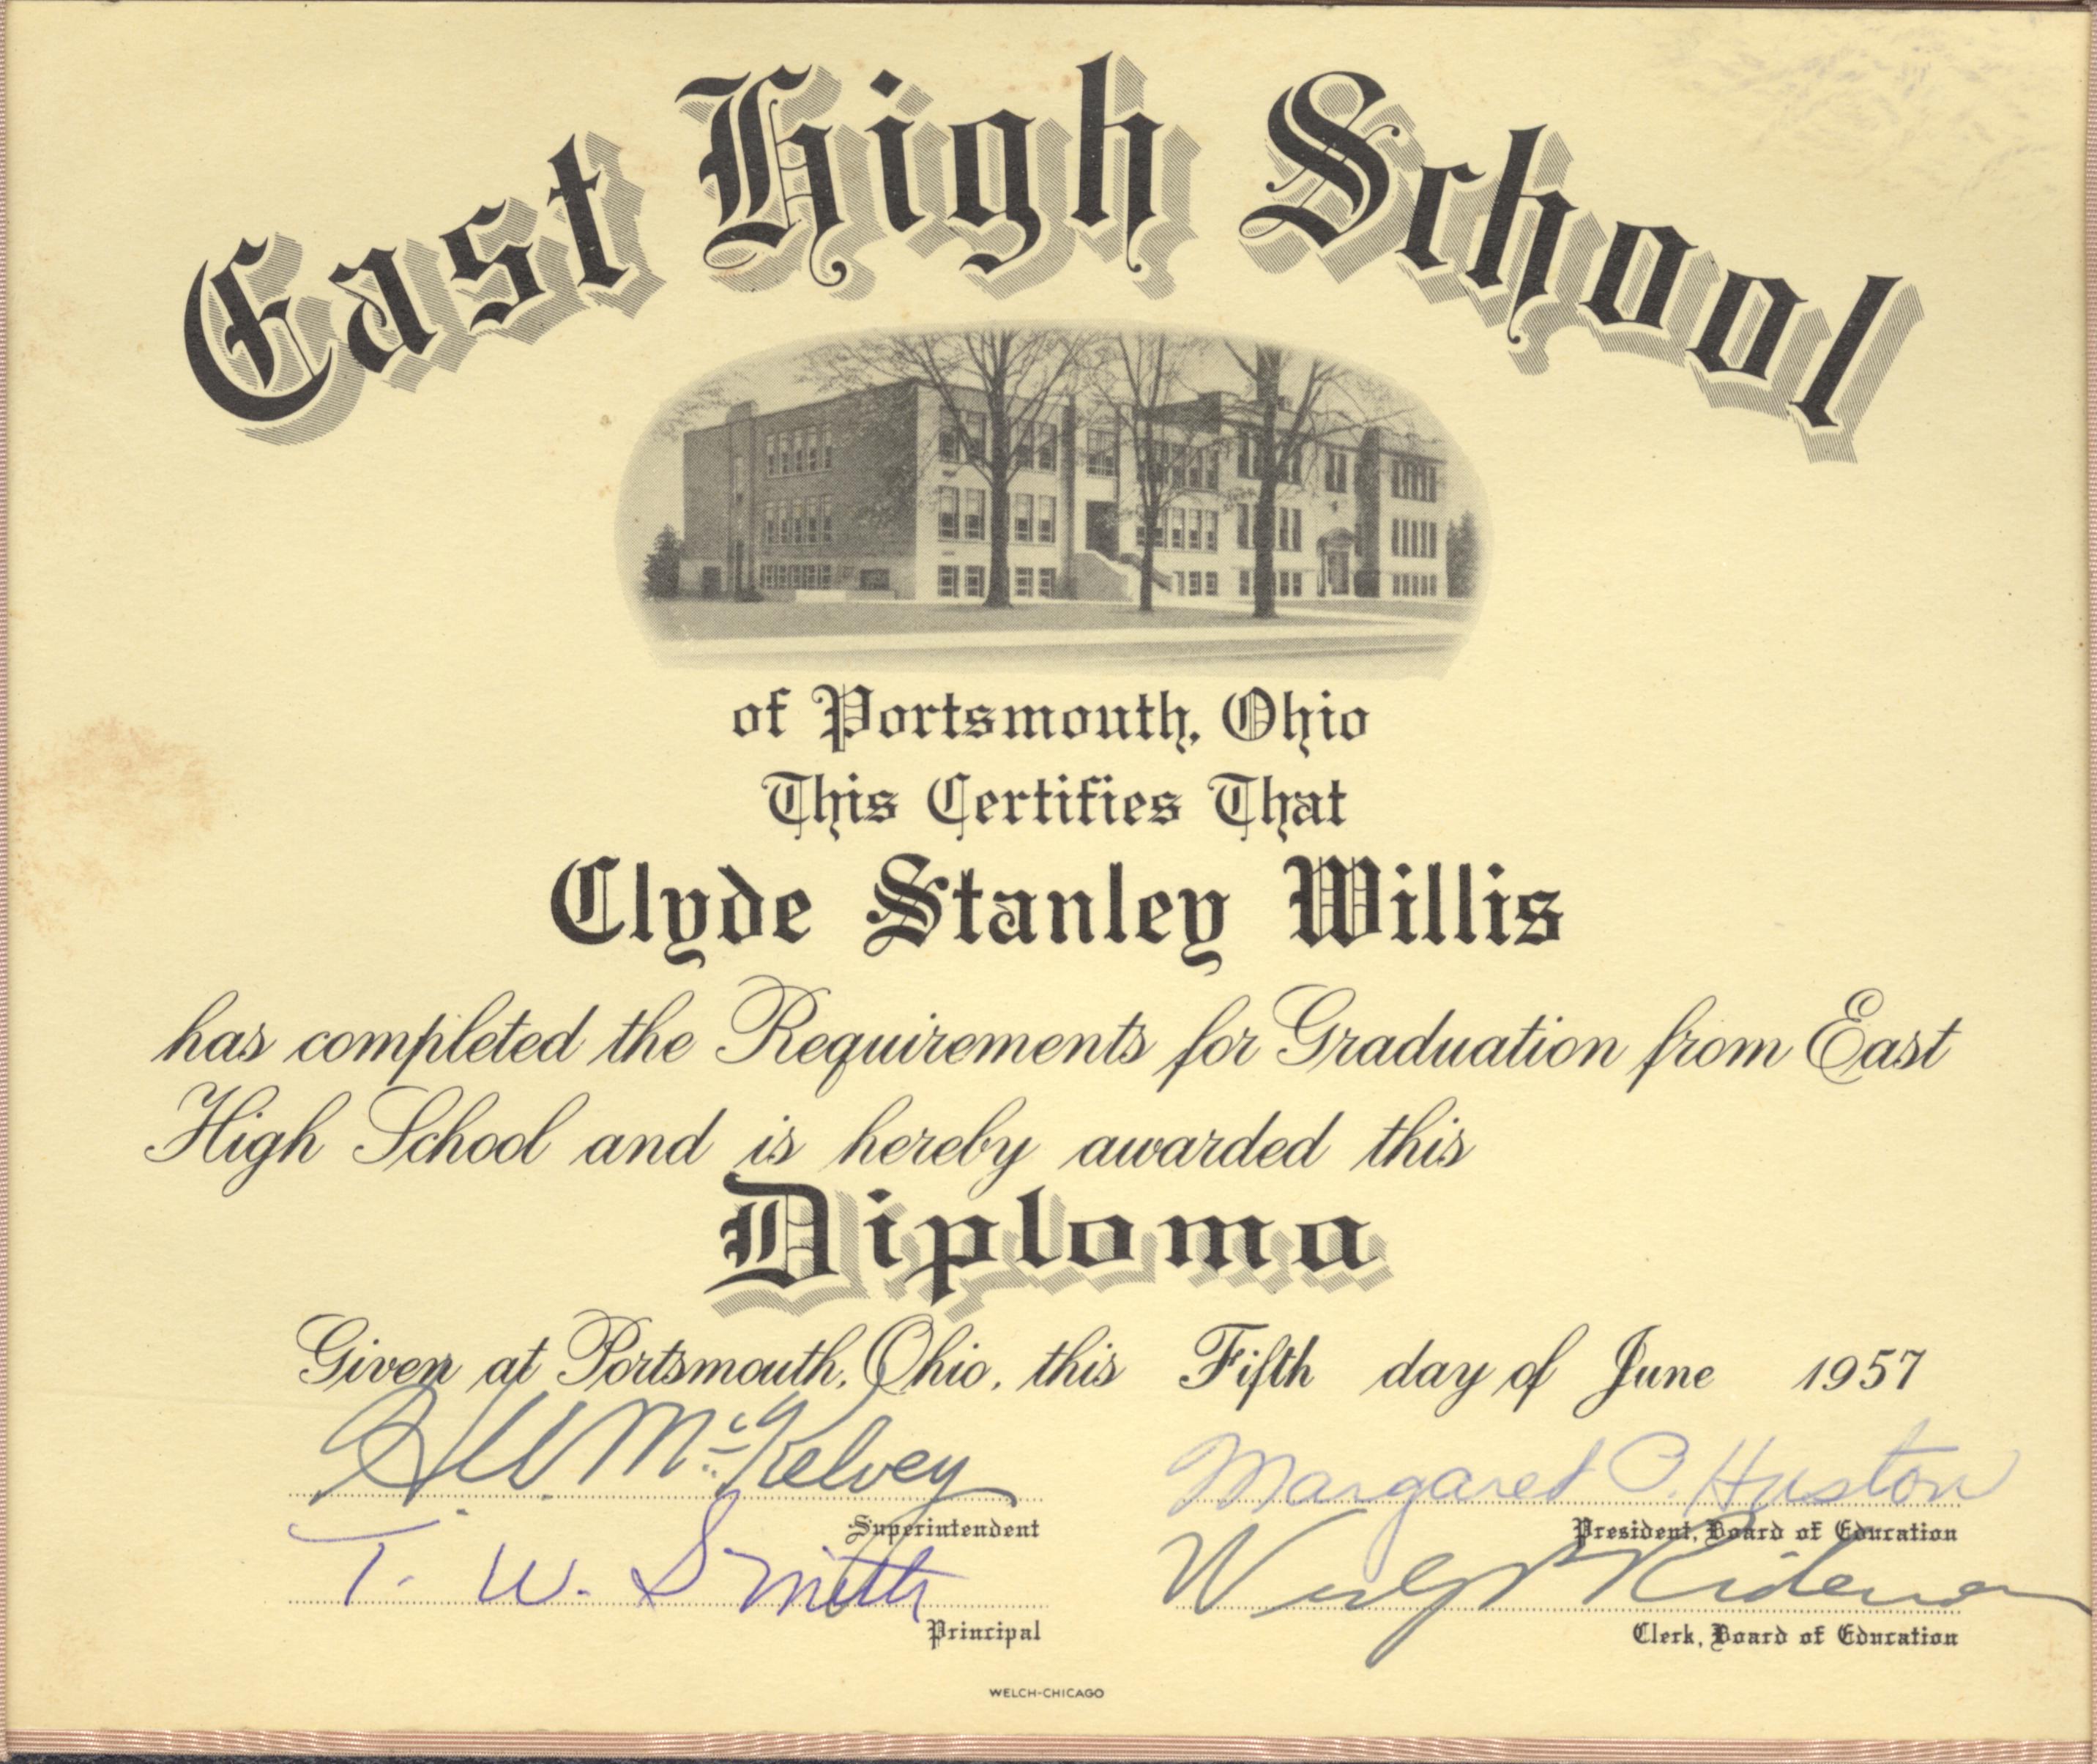 East High School
of Portsmouth, Ohio
This Certifies That
Clyde Stanley Willis
has completed the Requirements for Graduation from East
High School and is hereby awarded this
Diploma
Given at Portsmouth, Ohio, this Fifth day of June 1957
H. W. McKelvey
Superintendent
Margaret C. Huston
President, Board of Education
T. W. Smith
Principal
Clerk, Board of Education
WELCH-CHICAGO